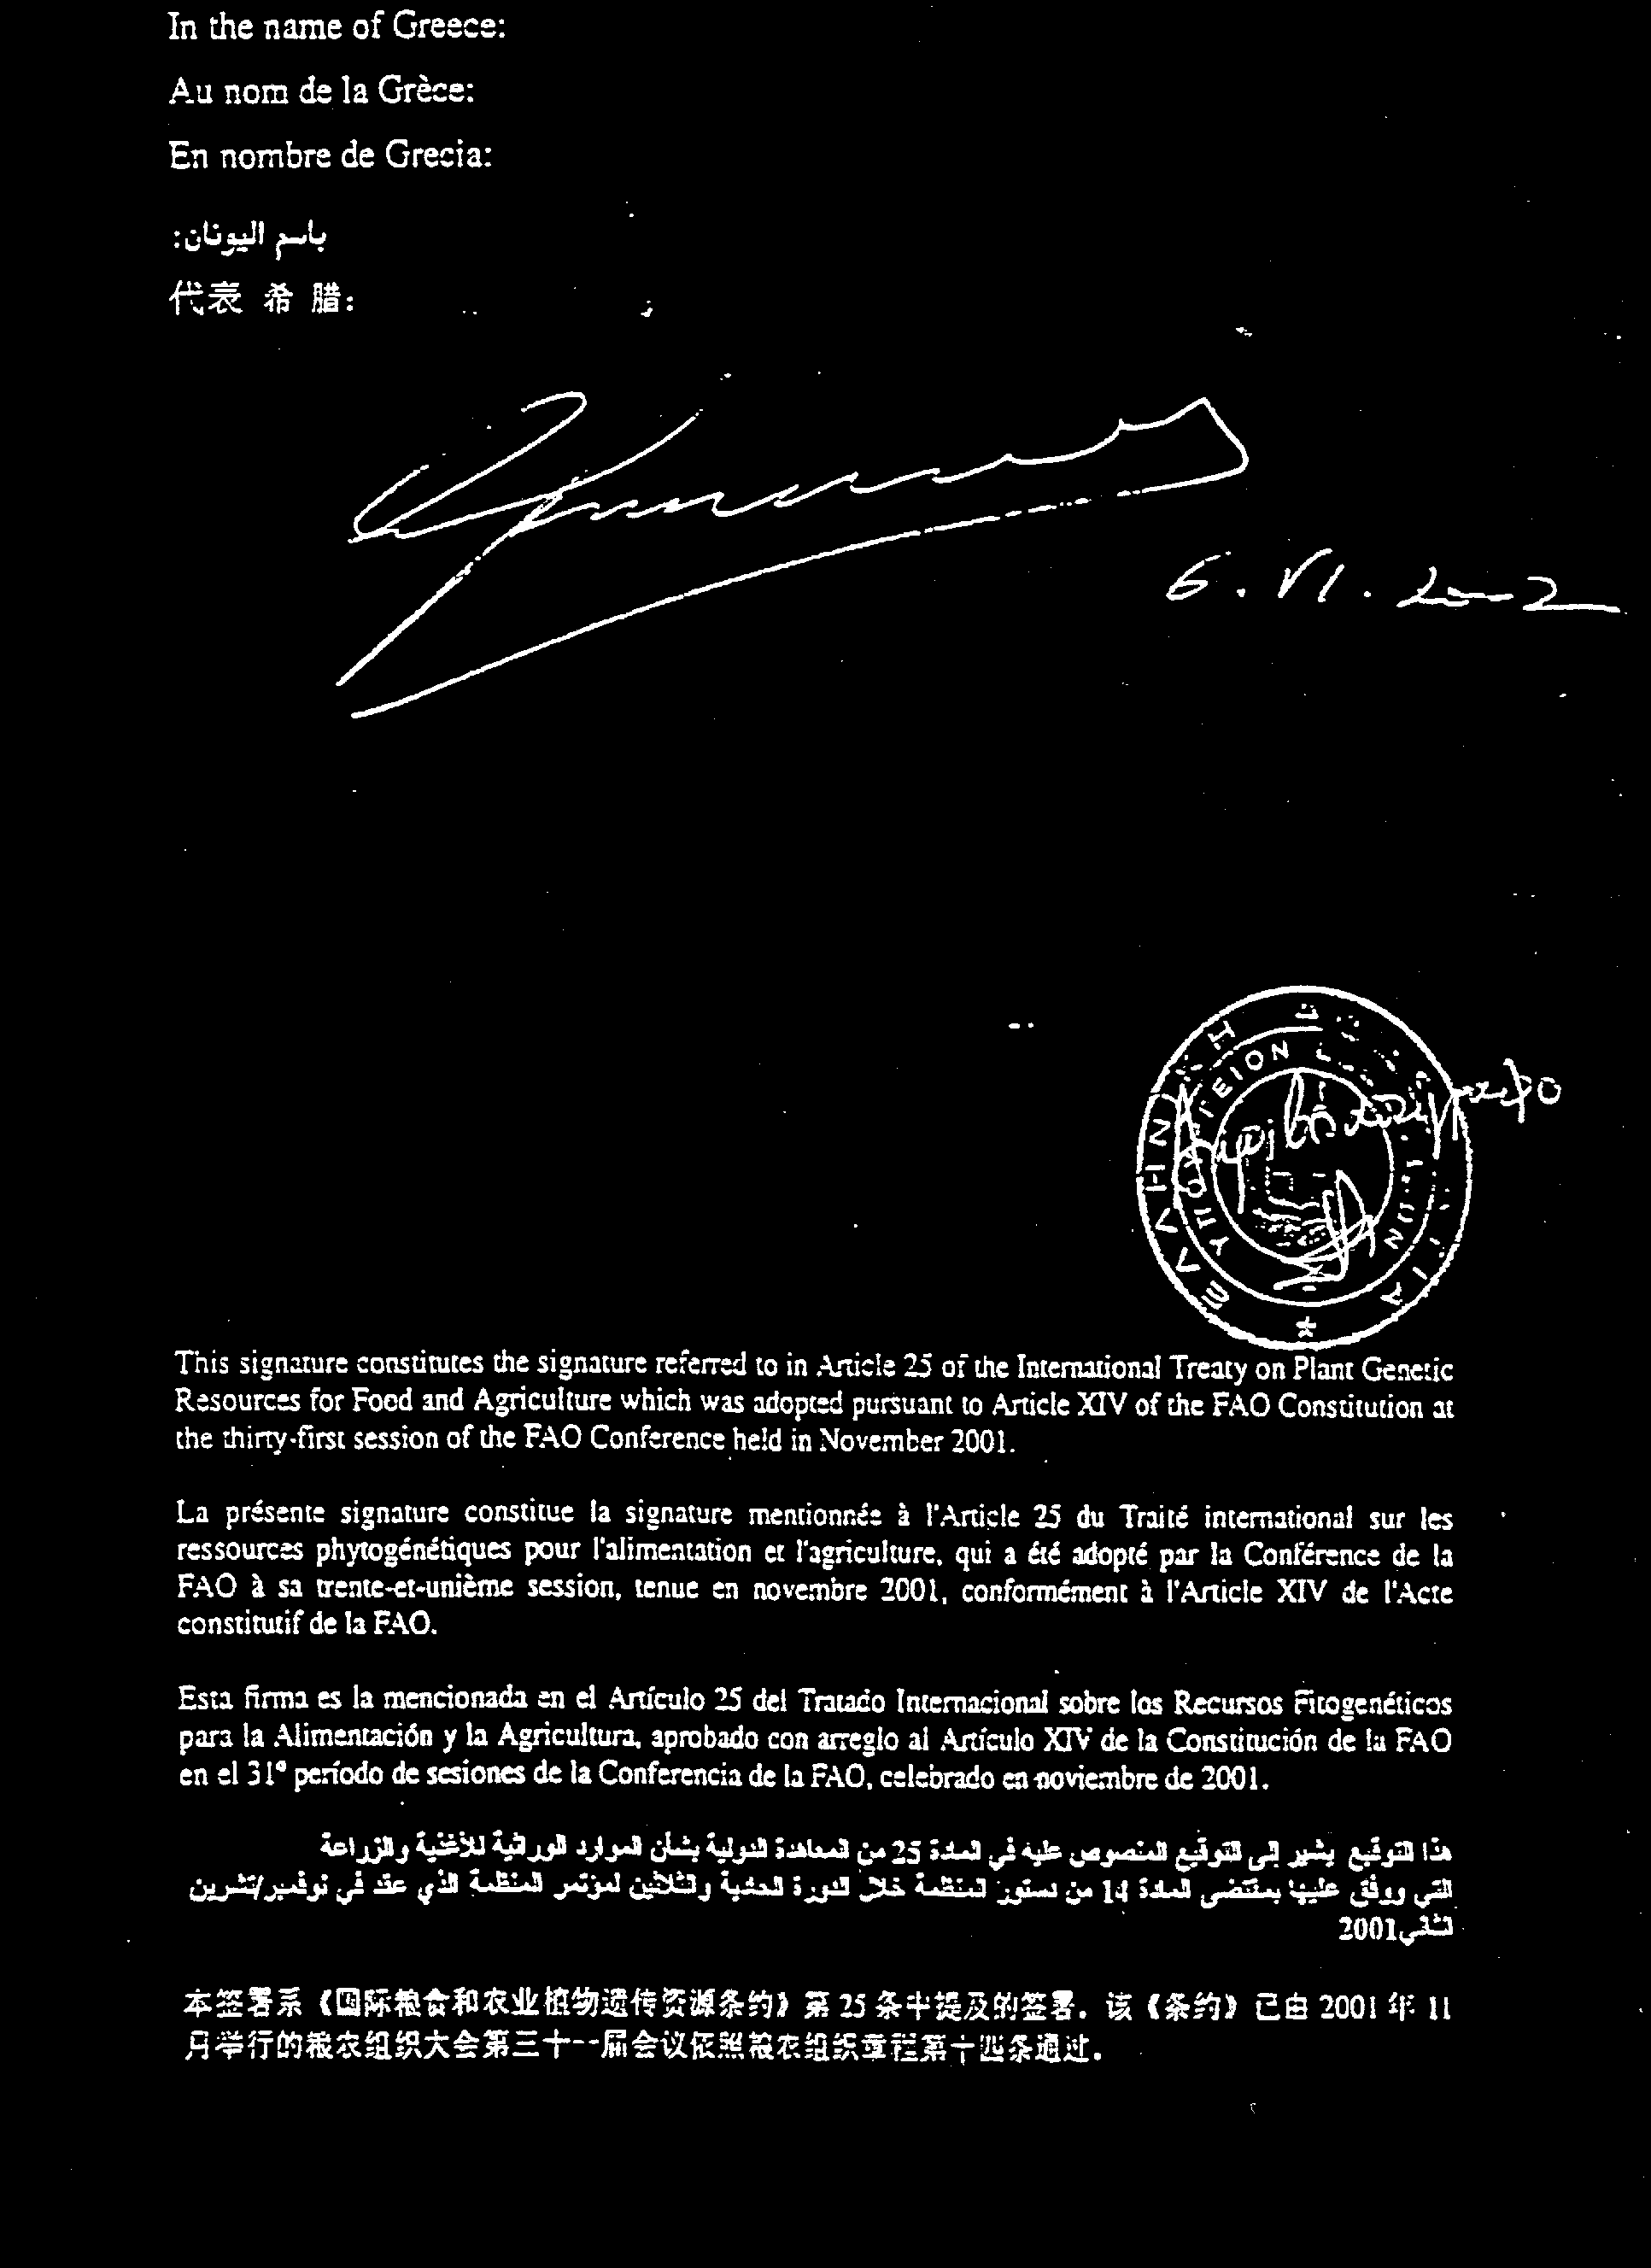 In the name of Greece:
Au nom de la Grèce:
En nombre de Grecia:
باسم اليونان:
代表 希 腊:
6. VI. 2002
ΕΛΛΗΝ
This signature constitutes the signature referred to in Article 25 of the International Treaty on Plant Genetic
Resources for Food and Agriculture which was adopted pursuant to Article XIV of the FAO Constitution at
the thirty-first session of the FAO Conference held in November 2001.
La présente signature constitue la signature mentionnée à l'Article 25 du Traité international sur les
ressources phytogénétiques pour l'alimentation et l'agriculture, qui a été adopté par la Conférence de la
FAO à sa trente-et-unième session, tenue en novembre 2001, conformément à l'Article XIV de l'Acte
constitutif de la FAO.
Esta firma es la mencionada en el Artículo 25 del Tratado Internacional sobre los Recursos Fitogenéticos
para la Alimentación y la Agricultura, aprobado con arreglo al Artículo XIV de la Constitución de la FAO
en el 31° período de sesiones de la Conferencia de la FAO, celebrado en noviembre de 2001.
هذا التوقيع يشير إلى التوقيع المنصوص عليه في المادة 25 من المعاهدة الدولية بشأن الموارد الوراثية للأغذية والزراعة
التي ووفق عليها بمقتضى المادة 14 من دستور المنظمة خلال الدورة الحادية والثلاثين لمؤتمر المنظمة الذي عقد في نوفمبر/تشرين
الثاني 2001
本签署系《国际粮食和农业植物遗传资源条约》第 25 条中提及的签署. 该《条约》已由 2001 年 11
月举行的粮农组织大会第三十一届会议依照粮农组织章程第十四条通过.